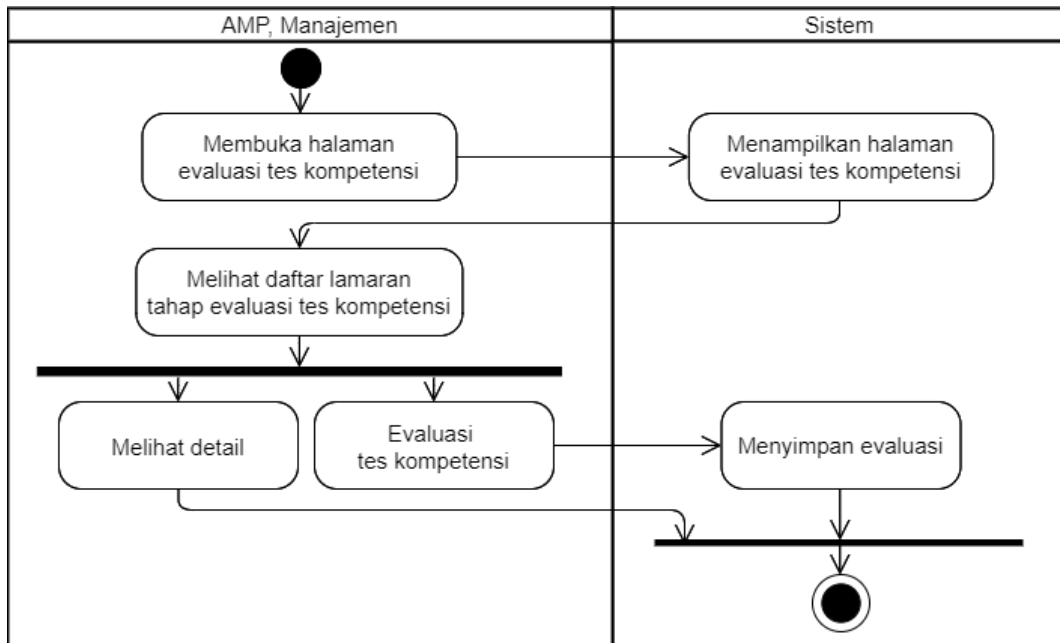 AMP, Manajemen
Sistem
Membuka halaman
evaluasi tes kompetensi
Menampilkan halaman
evaluasi tes kompetensi
Melihat daftar lamaran
tahap evaluasi tes kompetensi
Melihat detail
Evaluasi
tes kompetensi
Menyimpan evaluasi